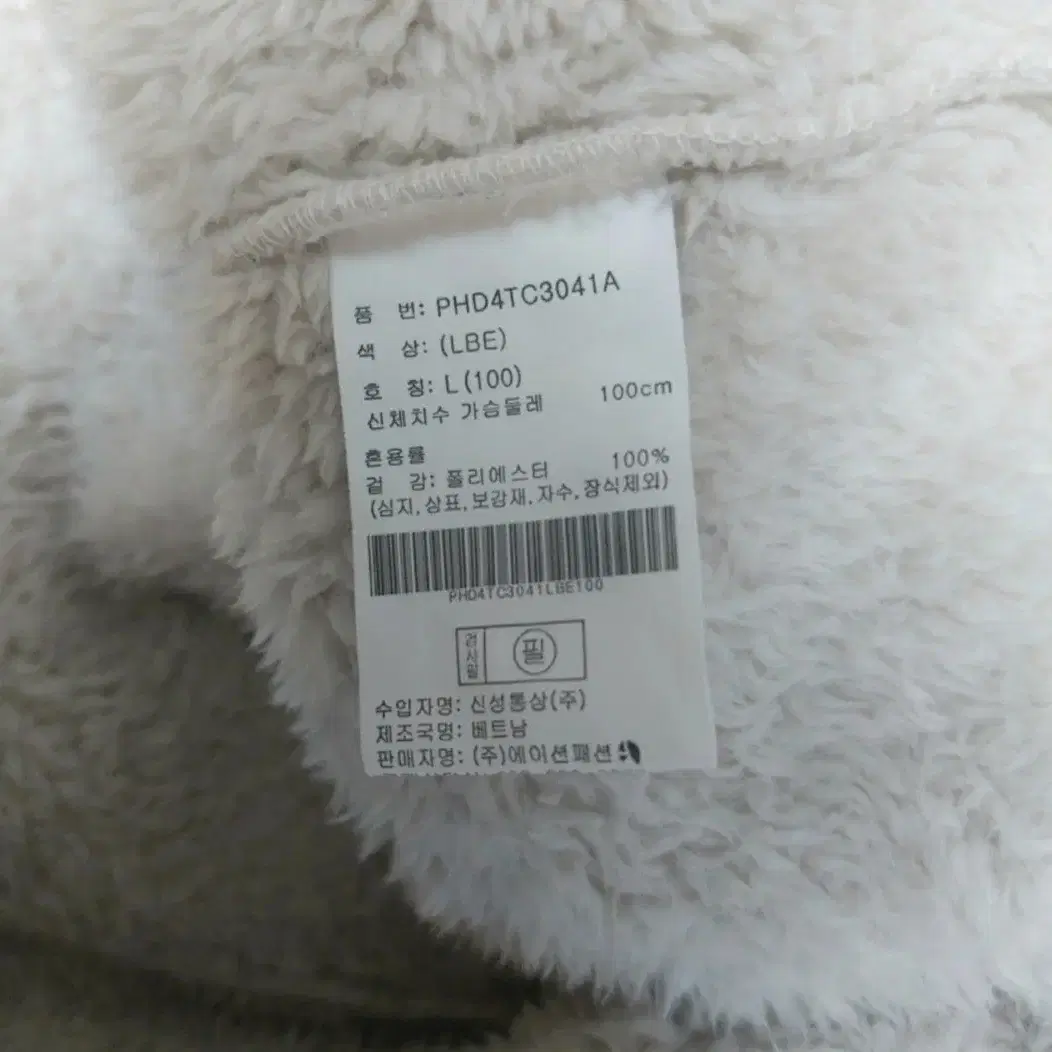 품 번: PHD4TC3041A
색 상: (LBE)
호 칭: L(100)
신체치수 가슴둘레 100cm
혼용률
겉 감: 폴리에스터 100%
(심지,상표,보강재,자수,장식제외)
PHD4TC3041LBE100
검사필 필
수입자명: 신성통상(주)
제조국명: 베트남
판매자명: (주)에이션패션